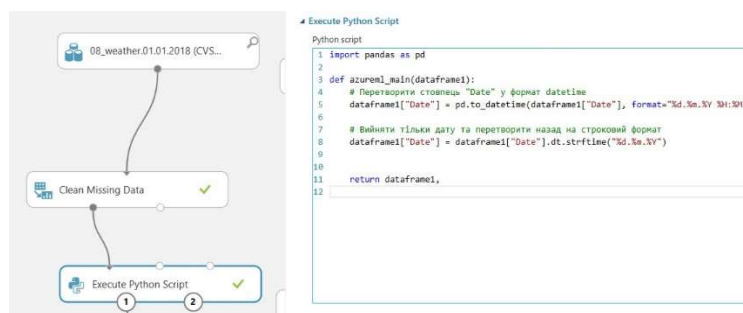 08_weather.01.01.2018 (CVS...
Clean Missing Data
Execute Python Script
1
2
Execute Python Script
Python script
1 import pandas as pd
2
3 def azureml_main(dataframe1):
4 # Перетворити стовпець "Date" у формат datetime
5 dataframe1["Date"] = pd.to_datetime(dataframe1["Date"], format="%d.%m.%Y %H:%M
6
7 # Вийняти тільки дату та перетворити назад на строковий формат
8 dataframe1["Date"] = dataframe1["Date"].dt.strftime("%d.%m.%Y")
9
10
11 return dataframe1,
12